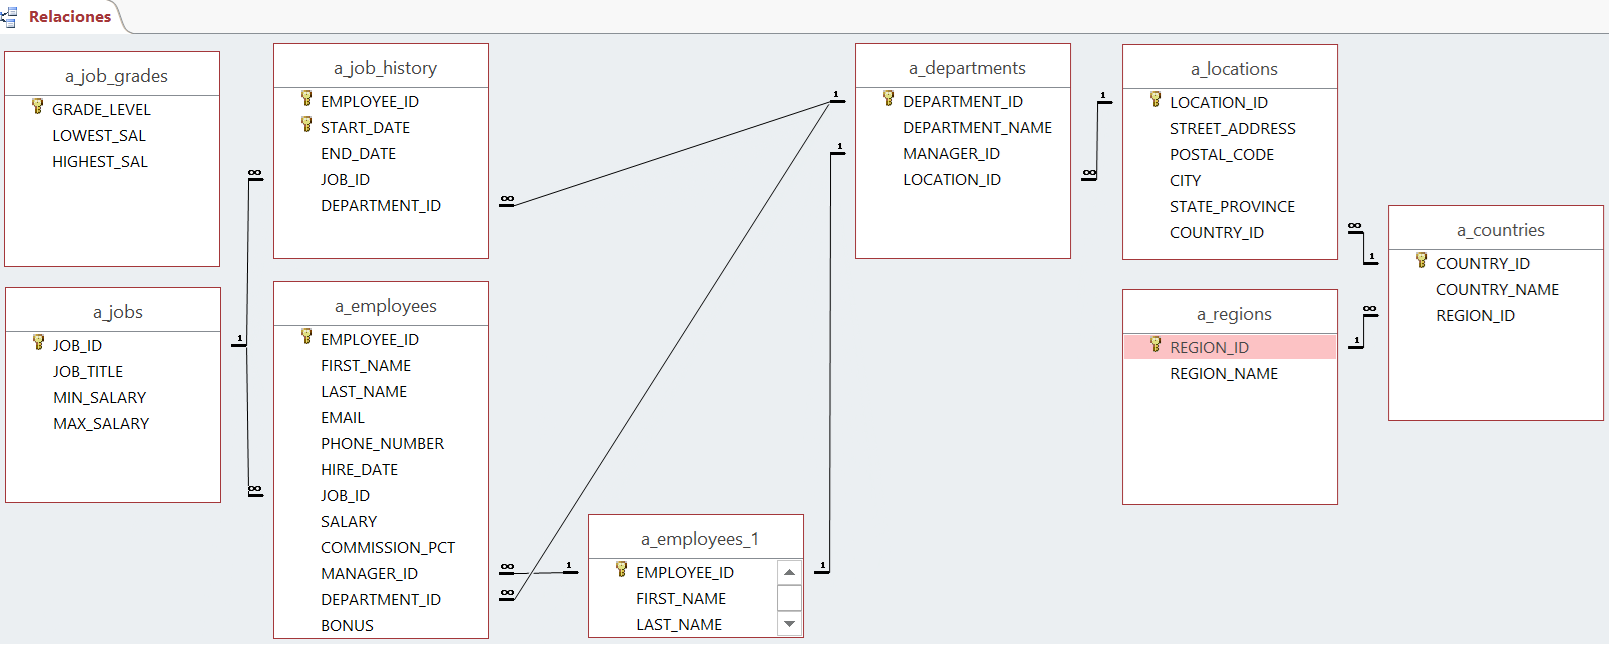 Relaciones
a_job_grades
GRADE_LEVEL
LOWEST_SAL
HIGHEST_SAL
a_jobs
JOB_ID
JOB_TITLE
MIN_SALARY
MAX_SALARY
a_job_history
EMPLOYEE_ID
START_DATE
END_DATE
JOB_ID
DEPARTMENT_ID
a_employees
EMPLOYEE_ID
FIRST_NAME
LAST_NAME
EMAIL
PHONE_NUMBER
HIRE_DATE
JOB_ID
SALARY
COMMISSION_PCT
MANAGER_ID
DEPARTMENT_ID
BONUS
a_employees_1
EMPLOYEE_ID
FIRST_NAME
LAST_NAME
a_departments
DEPARTMENT_ID
DEPARTMENT_NAME
MANAGER_ID
LOCATION_ID
a_locations
LOCATION_ID
STREET_ADDRESS
POSTAL_CODE
CITY
STATE_PROVINCE
COUNTRY_ID
a_regions
REGION_ID
REGION_NAME
a_countries
COUNTRY_ID
COUNTRY_NAME
REGION_ID
∞
1
∞
∞
1
∞
∞
1
1
1
∞
1
∞
1
∞
1